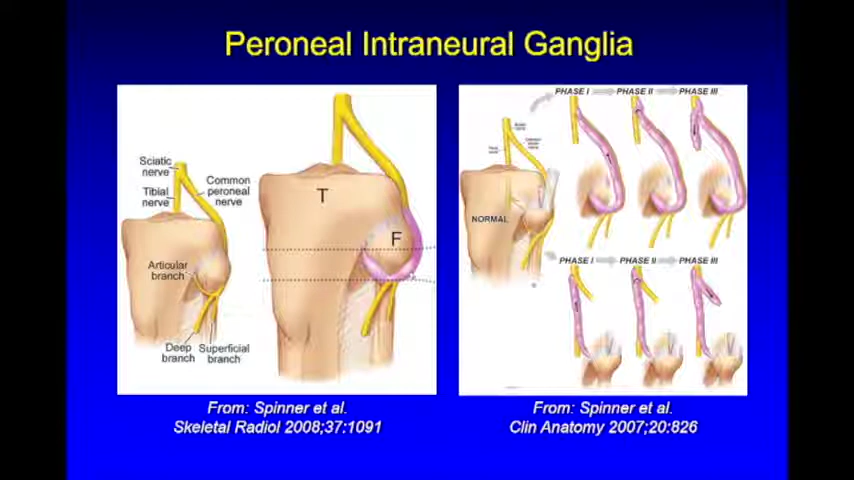 Peroneal Intraneural Ganglia
Sciatic
nerve
Tibial
nerve
Common
peroneal
nerve
Articular
branch
Deep
branch
Superficial
branch
T
F
PHASE I
PHASE II
PHASE III
NORMAL
PHASE I
PHASE II
PHASE III
From: Spinner et al.
Skeletal Radiol 2008;37:1091
From: Spinner et al.
Clin Anatomy 2007;20:826